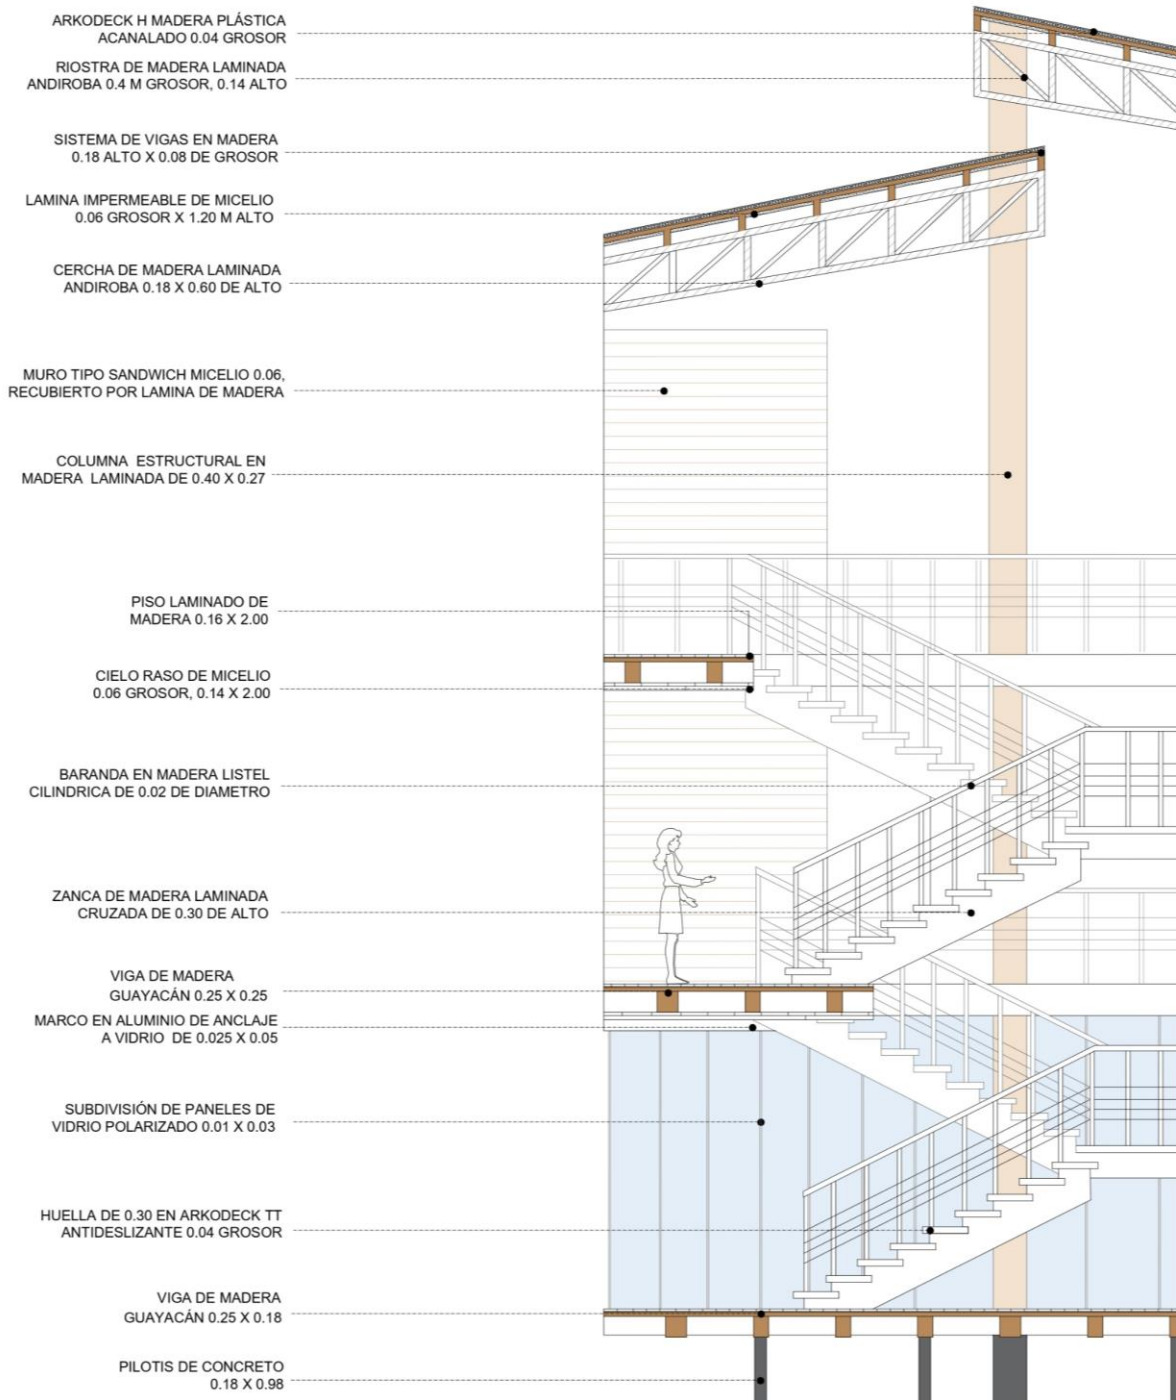 ARKODECK H MADERA PLÁSTICA
ACANALADO 0.04 GROSOR
RIOSTRA DE MADERA LAMINADA
ANDIROBA 0.4 M GROSOR, 0.14 ALTO
SISTEMA DE VIGAS EN MADERA
0.18 ALTO X 0.08 DE GROSOR
LAMINA IMPERMEABLE DE MICELIO
0.06 GROSOR X 1.20 M ALTO
CERCHA DE MADERA LAMINADA
ANDIROBA 0.18 X 0.60 DE ALTO
MURO TIPO SANDWICH MICELIO 0.06,
RECUBIERTO POR LAMINA DE MADERA
COLUMNA ESTRUCTURAL EN
MADERA LAMINADA DE 0.40 X 0.27
PISO LAMINADO DE
MADERA 0.16 X 2.00
CIELO RASO DE MICELIO
0.06 GROSOR, 0.14 X 2.00
BARANDA EN MADERA LISTEL
CILINDRICA DE 0.02 DE DIAMETRO
ZANCA DE MADERA LAMINADA
CRUZADA DE 0.30 DE ALTO
VIGA DE MADERA
GUAYACÁN 0.25 X 0.25
MARCO EN ALUMINIO DE ANCLAJE
A VIDRIO DE 0.025 X 0.05
SUBDIVISIÓN DE PANELES DE
VIDRIO POLARIZADO 0.01 X 0.03
HUELLA DE 0.30 EN ARKODECK TT
ANTIDESLIZANTE 0.04 GROSOR
VIGA DE MADERA
GUAYACÁN 0.25 X 0.18
PILOTIS DE CONCRETO
0.18 X 0.98